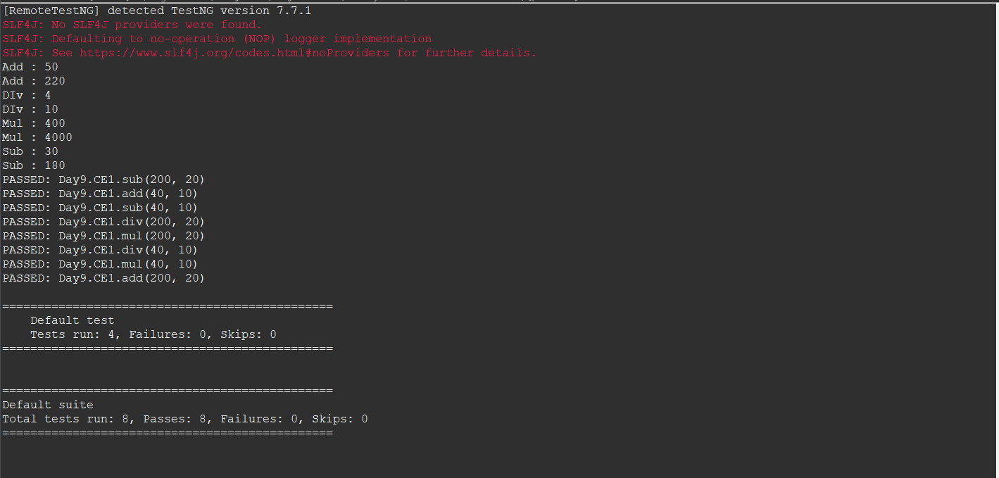 [RemoteTestNG] detected TestNG version 7.7.1
SLF4J: No SLF4J providers were found.
SLF4J: Defaulting to no-operation (NOP) logger implementation
SLF4J: See https://www.slf4j.org/codes.html#noProviders for further details.
Add : 50
Add : 220
DIv : 4
DIv : 10
Mul : 400
Mul : 4000
Sub : 30
Sub : 180
PASSED: Day9.CE1.sub(200, 20)
PASSED: Day9.CE1.add(40, 10)
PASSED: Day9.CE1.sub(40, 10)
PASSED: Day9.CE1.div(200, 20)
PASSED: Day9.CE1.mul(200, 20)
PASSED: Day9.CE1.div(40, 10)
PASSED: Day9.CE1.mul(40, 10)
PASSED: Day9.CE1.add(200, 20)
===============================================
Default test
Tests run: 4, Failures: 0, Skips: 0
===============================================
===============================================
Default suite
Total tests run: 8, Passes: 8, Failures: 0, Skips: 0
===============================================